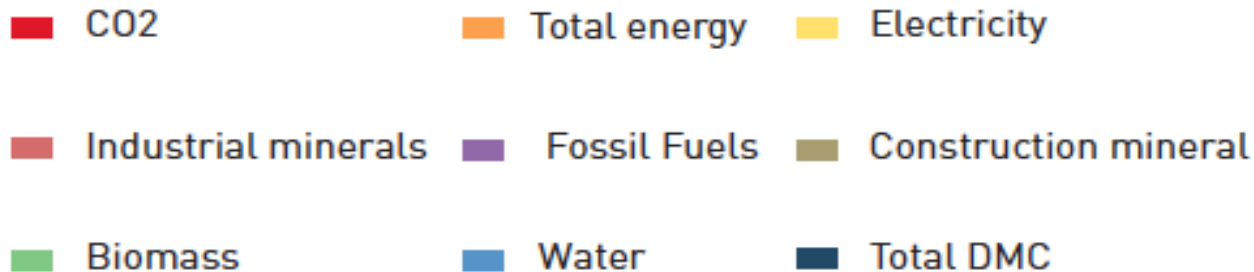 CO2 Total energy Electricity
Industrial minerals Fossil Fuels Construction mineral
Biomass Water Total DMC